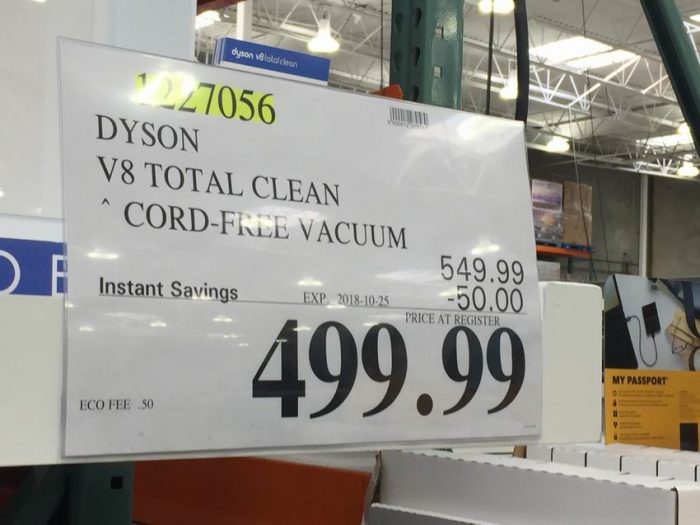 dyson v8 total clean
1227056
DYSON
V8 TOTAL CLEAN
^ CORD-FREE VACUUM
549.99
Instant Savings EXP. 2018-10-25 -50.00
PRICE AT REGISTER
499.99
ECO FEE .50
MY PASSPORT